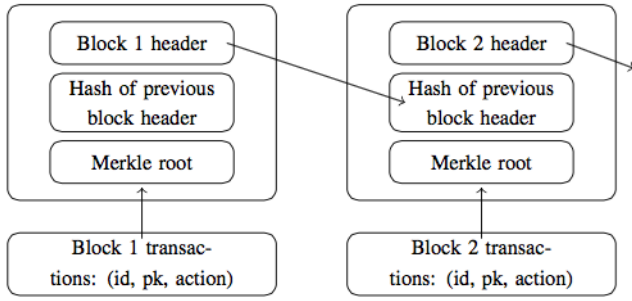 Block 1 header
Hash of previous
block header
Merkle root
Block 1 transac-
tions: (id, pk, action)
Block 2 header
Hash of previous
block header
Merkle root
Block 2 transac-
tions: (id, pk, action)